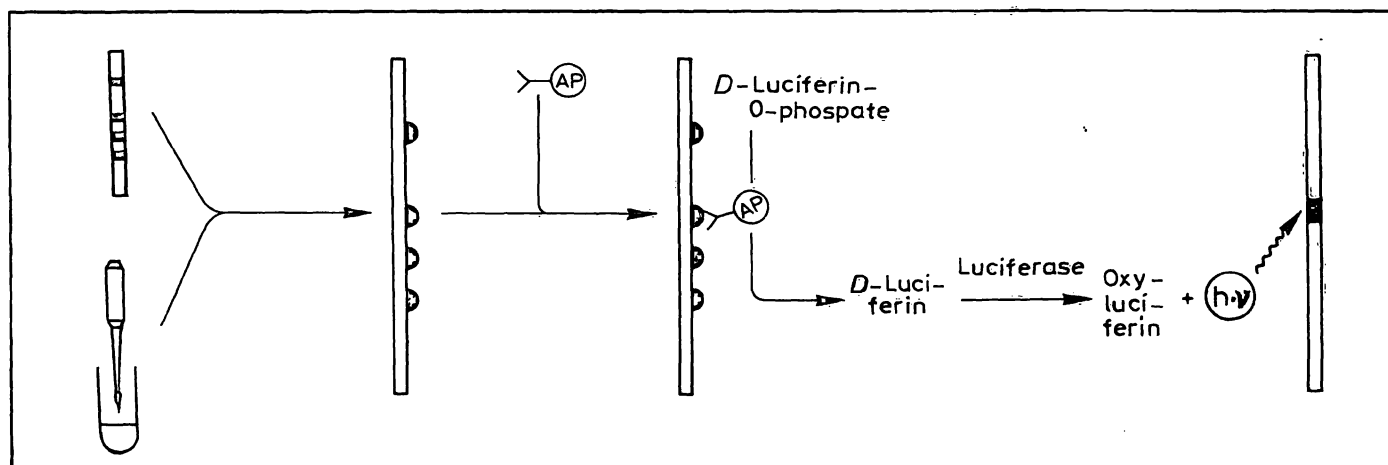 AP
D-Luciferin-
O-phospate
AP
D-Luci-
ferin
Luciferase
Oxy-
luci-
ferin
+
h·ν